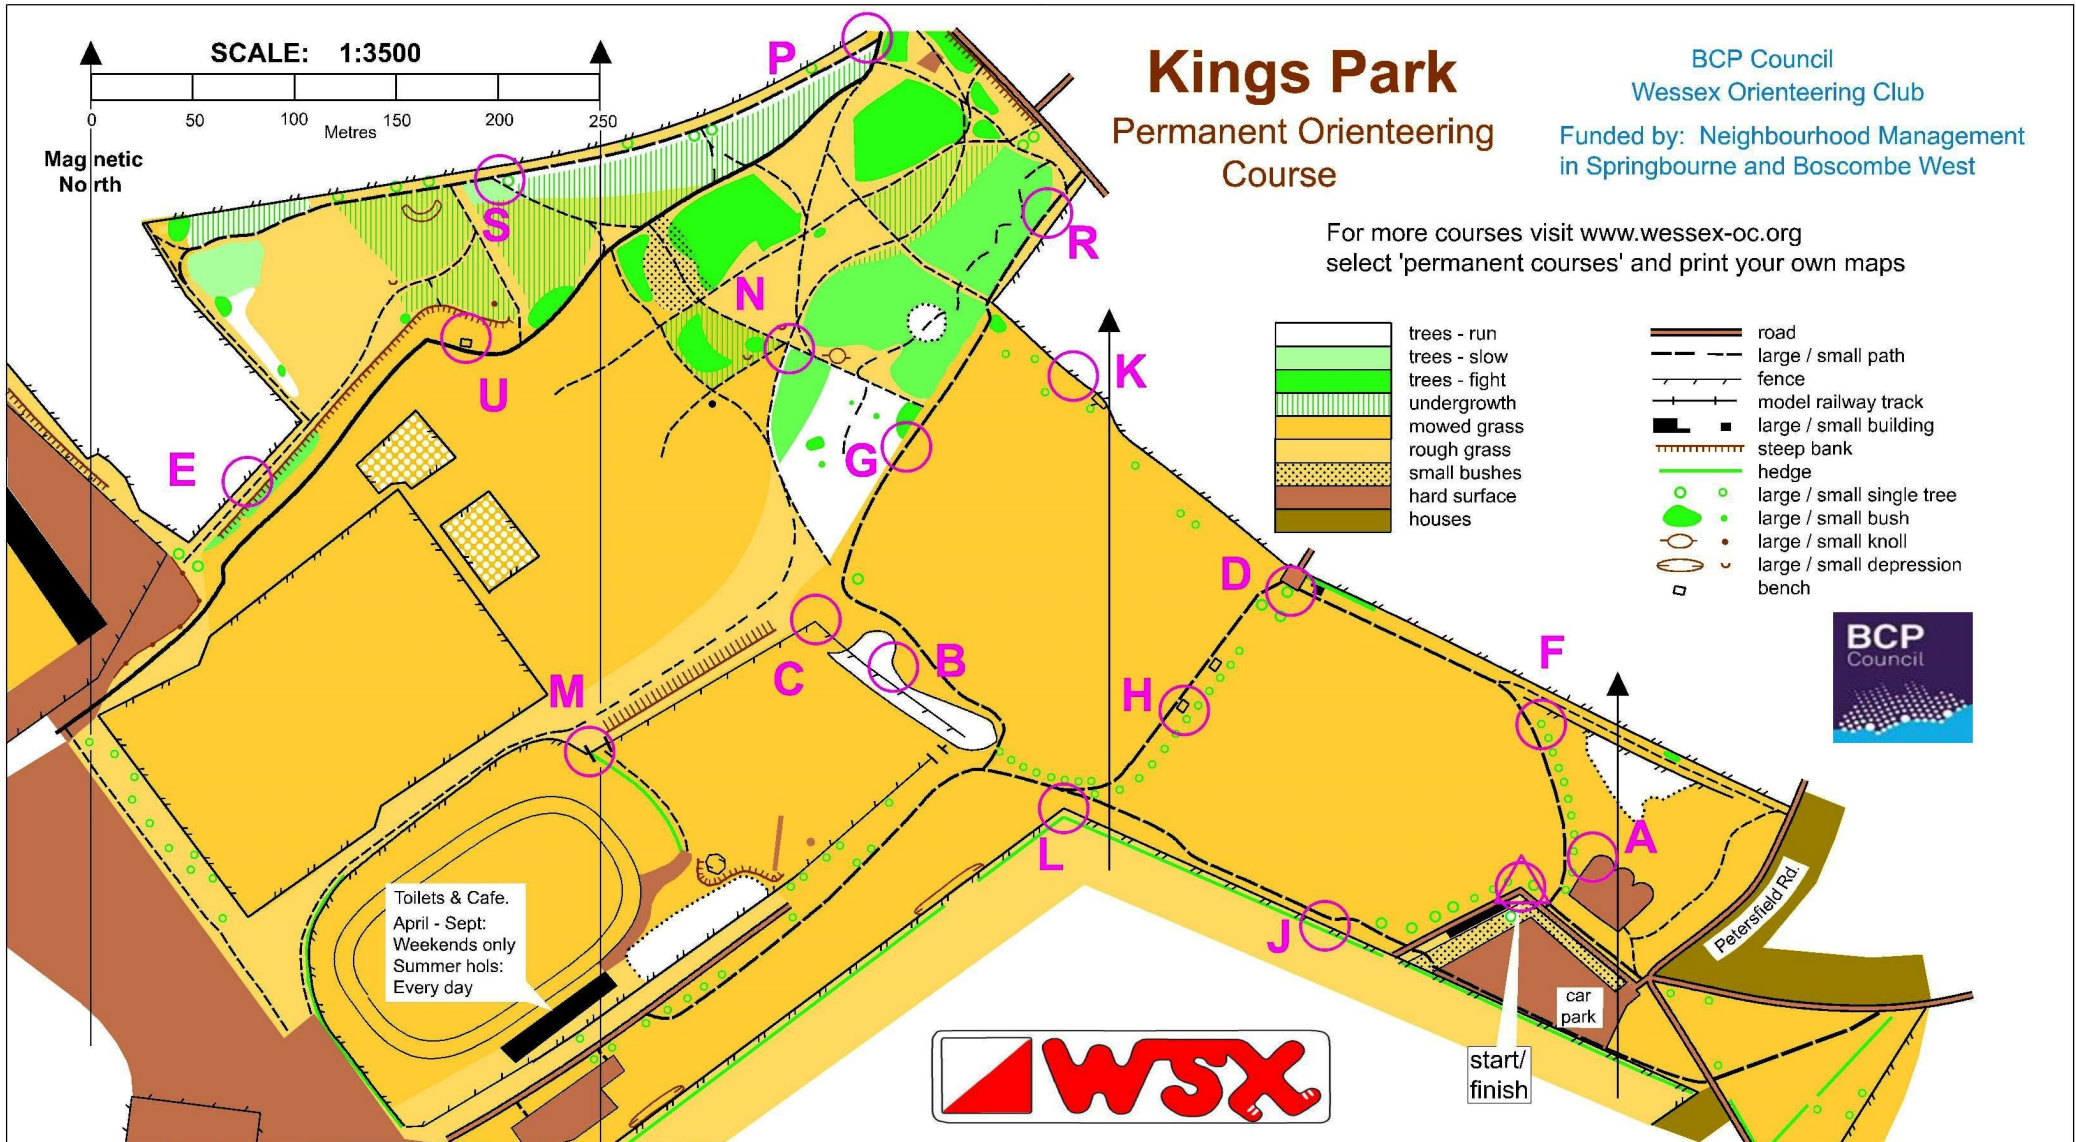 SCALE: 1:3500
0 50 100 150 200 250
Metres
Magnetic
North
Kings Park
Permanent Orienteering
Course
BCP Council
Wessex Orienteering Club
Funded by: Neighbourhood Management
in Springbourne and Boscombe West
For more courses visit www.wessex-oc.org
select 'permanent courses' and print your own maps
trees - run
trees - slow
trees - fight
undergrowth
mowed grass
rough grass
small bushes
hard surface
houses
road
large / small path
fence
model railway track
large / small building
steep bank
hedge
large / small single tree
large / small bush
large / small knoll
large / small depression
bench
BCP
Council
P
S
R
N
K
U
G
E
D
F
B
C
H
M
A
L
J
Toilets & Cafe.
April - Sept:
Weekends only
Summer hols:
Every day
Petersfield Rd.
car
park
start/
finish
WSX